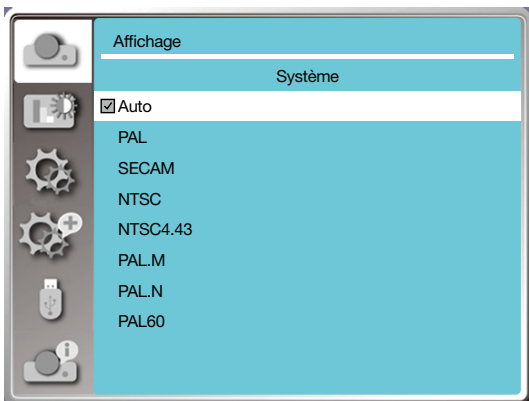 Affichage
Système
Auto
PAL
SECAM
NTSC
NTSC4.43
PAL.M
PAL.N
PAL60